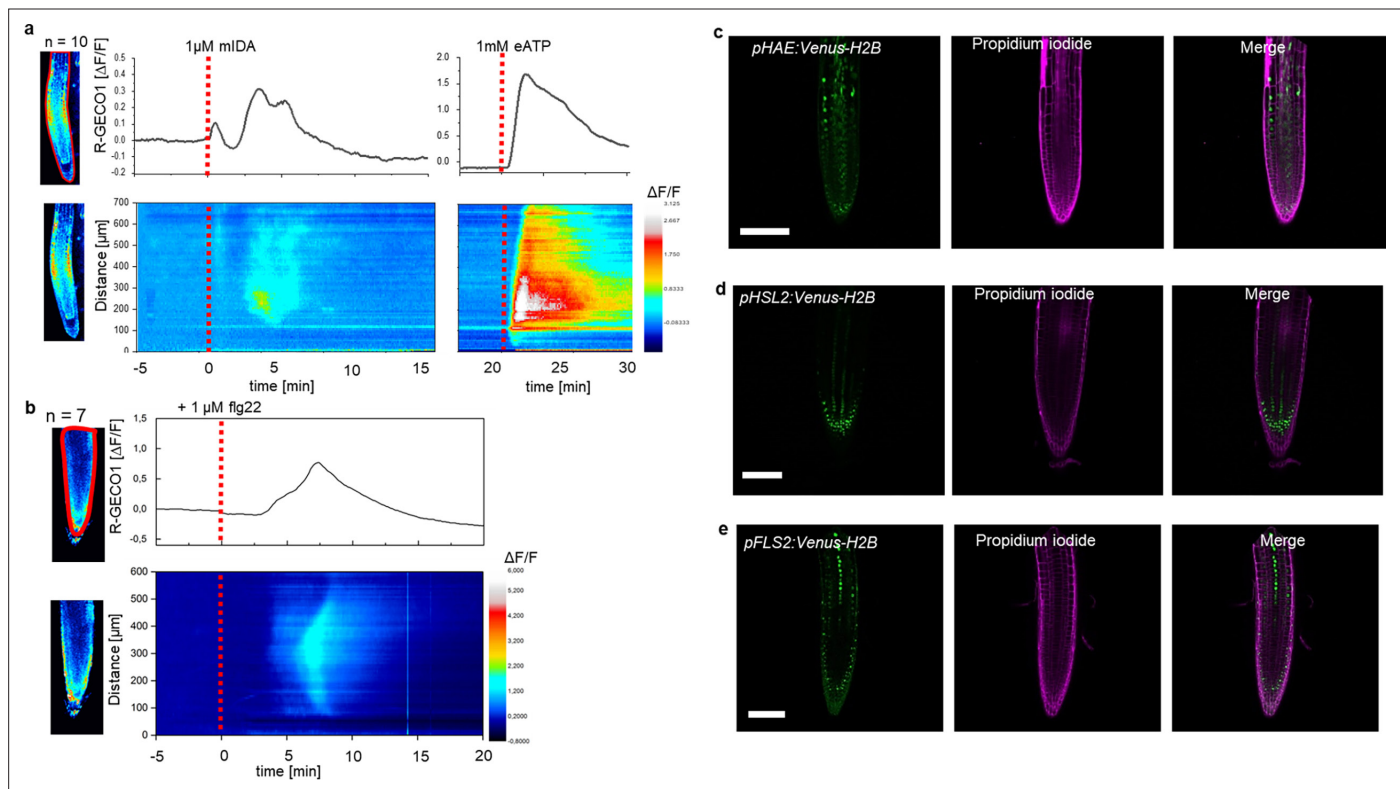 a
n = 10
1µM mIDA
1mM eATP
R-GECO1 [ΔF/F]
0.5
0.4
0.3
0.2
0.1
0.0
-0.1
-0.2
2.0
1.5
1.0
0.5
0.0
Distance [µm]
700
600
500
400
300
200
100
0
-5
0
5
10
15
time [min]
20
25
30
time [min]
ΔF/F
3.125
2.667
1.750
0.8333
-0.08333
b
n = 7
+ 1 µM flg22
R-GECO1 [ΔF/F]
1,5
1,0
0,5
0,0
-0,5
Distance [µm]
600
500
400
300
200
100
0
-5
0
5
10
15
20
time [min]
ΔF/F
6,000
5,200
4,200
3,200
2,200
1,200
0,2000
-0,8000
c
pHAE:Venus-H2B
Propidium iodide
Merge
d
pHSL2:Venus-H2B
Propidium iodide
Merge
e
pFLS2:Venus-H2B
Propidium iodide
Merge